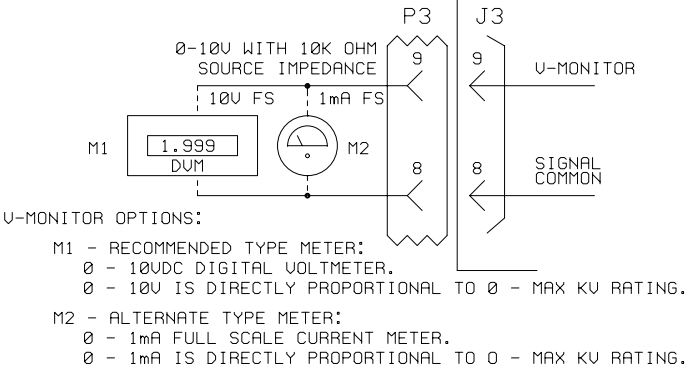 P3 J3
0-10V WITH 10K OHM
SOURCE IMPEDANCE
9 9
V-MONITOR
10V FS 1mA FS
M1
1.999
DVM
M2
8 8
SIGNAL
COMMON
V-MONITOR OPTIONS:
M1 - RECOMMENDED TYPE METER:
0 - 10VDC DIGITAL VOLTMETER.
0 - 10V IS DIRECTLY PROPORTIONAL TO 0 - MAX KV RATING.
M2 - ALTERNATE TYPE METER:
0 - 1mA FULL SCALE CURRENT METER.
0 - 1mA IS DIRECTLY PROPORTIONAL TO O - MAX KV RATING.